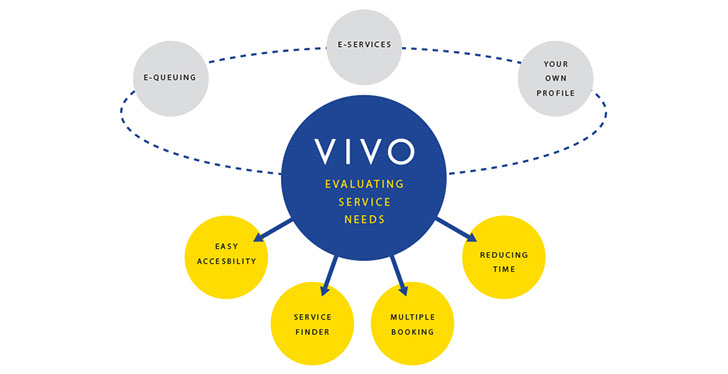 E-SERVICES
E-QUEUING
YOUR
OWN
PROFILE
VIVO
EVALUATING
SERVICE
NEEDS
EASY
ACCESBILITY
REDUCING
TIME
SERVICE
FINDER
MULTIPLE
BOOKING